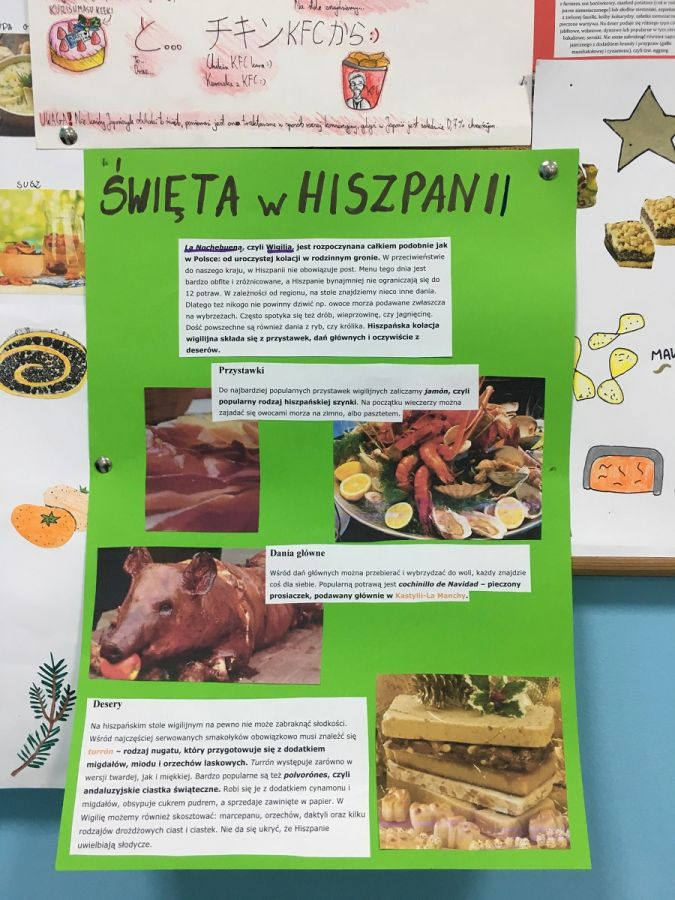 KURISUMASU KEEKI
Na stole znajdziemy...
と... チキンKFCから:)
To-
Oraz...
KFC
SUSZ
MAK
"ŚWIĘTA w HISZPANII
La Nochebuena, czyli Wigilia, jest rozpoczynana całkiem podobnie jak
w Polsce: od uroczystej kolacji w rodzinnym gronie. W przeciwieństwie
do naszego kraju, w Hiszpanii nie obowiązuje post. Menu tego dnia jest
bardzo obfite i zróżnicowane, a Hiszpanie bynajmniej nie ograniczają się do
12 potraw. W zależności od regionu, na stole znajdziemy nieco inne dania.
Dlatego też nikogo nie powinny dziwić np. owoce morza podawane zwłaszcza
na wybrzeżach. Często spotyka się też drób, wieprzowinę, czy jagnięcinę.
Dość powszechne są również dania z ryb, czy królika. Hiszpańska kolacja
wigilijna składa się z przystawek, dań głównych i oczywiście z
deserów.
Przystawki
Do najbardziej popularnych przystawek wigilijnych zaliczamy jamón, czyli
popularny rodzaj hiszpańskiej szynki. Na początku wieczerzy można
zajadać się owocami morza na zimno, albo pasztetem.
Dania główne
Wśród dań głównych można przebierać i wybrzydzać do woli, każdy znajdzie
coś dla siebie. Popularną potrawą jest cochinillo de Navidad – pieczony
prosiaczek, podawany głównie w Kastylii-La Manchy.
Desery
Na hiszpańskim stole wigilijnym na pewno nie może zabraknąć słodkości.
Wśród najczęściej serwowanych smakołyków obowiązkowo musi znaleźć się
turrón – rodzaj nugatu, który przygotowuje się z dodatkiem
migdałów, miodu i orzechów laskowych. Turrón występuje zarówno w
wersji twardej, jak i miękkiej. Bardzo popularne są też polvorónes, czyli
andaluzyjskie ciastka świąteczne. Robi się je z dodatkiem cynamonu i
migdałów, obsypuje cukrem pudrem, a sprzedaje zawinięte w papier. W
Wigilię możemy również skosztować: marcepanu, orzechów, daktyli oraz kilku
rodzajów drożdżowych ciast i ciastek. Nie da się ukryć, że Hiszpanie
uwielbiają słodycze.